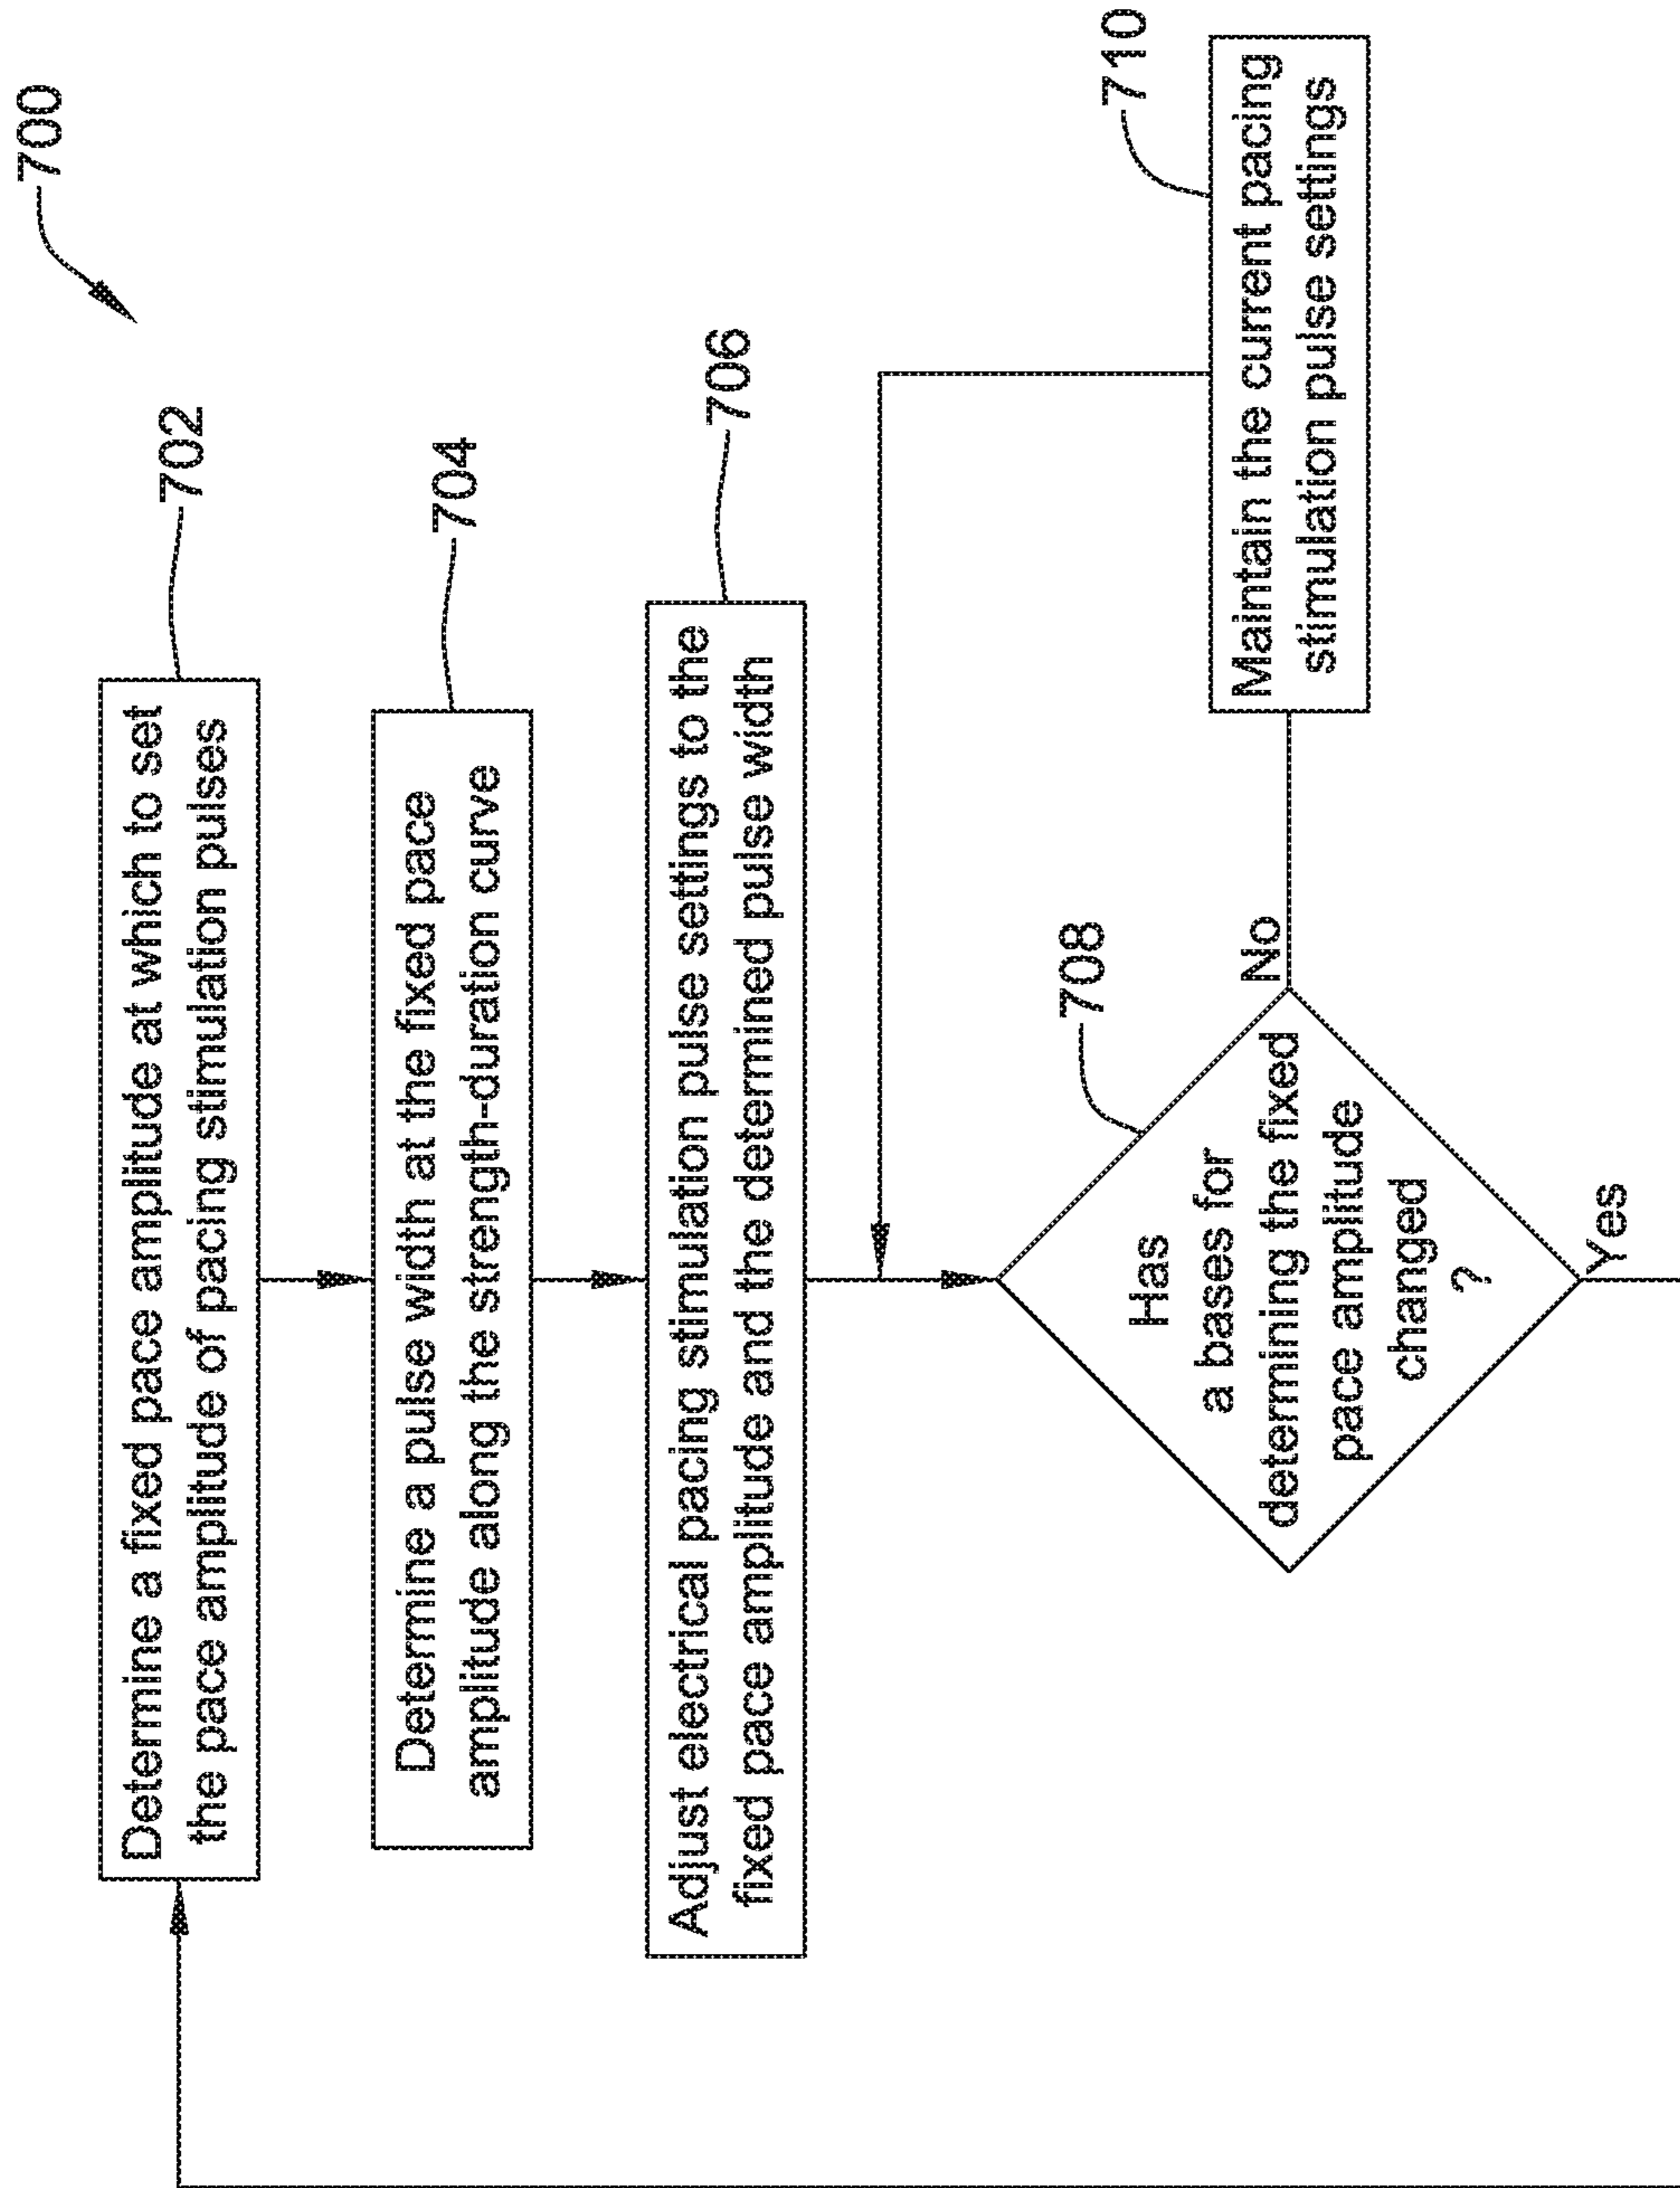 700
702
Determine a fixed pace amplitude at which to set
the pace amplitude of pacing stimulation pulses
704
Determine a pulse width at the fixed pace
amplitude along the strength-duration curve
706
Adjust electrical pacing stimulation pulse settings to the
fixed pace amplitude and the determined pulse width
708
Has
a bases for
determining the fixed
pace amplitude
changed
?
No
Yes
710
Maintain the current pacing
stimulation pulse settings